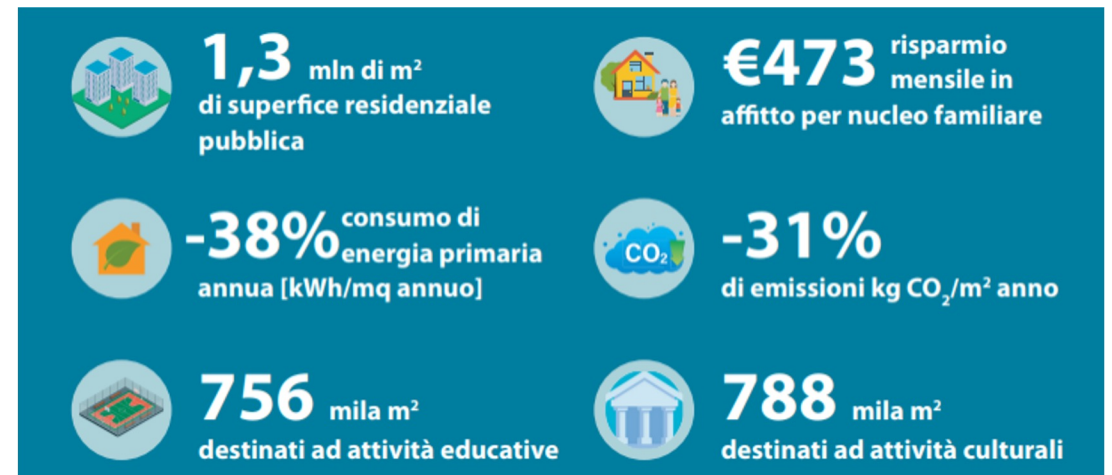 1,3 mln di m²
di superfice residenziale
pubblica
€473 risparmio
mensile in
affitto per nucleo familiare
-38% consumo di
energia primaria
annua [kWh/mq annuo]
CO₂
-31%
di emissioni kg CO₂/m² anno
756 mila m²
destinati ad attività educative
788 mila m²
destinati ad attività culturali